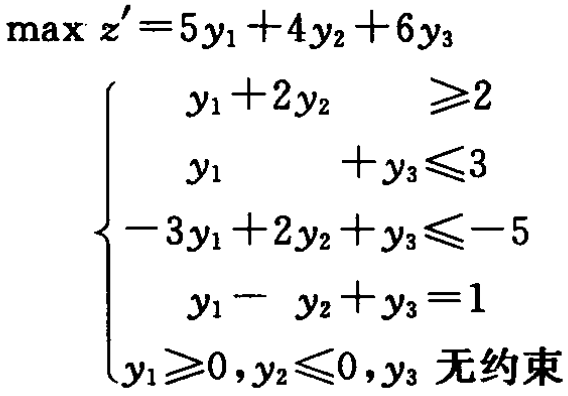 max z′=5y₁+4y₂+6y₃
y₁+2y₂ ⩾2
y₁ +y₃⩽3
−3y₁+2y₂+y₃⩽−5
y₁− y₂+y₃=1
y₁⩾0,y₂⩽0,y₃ 无约束